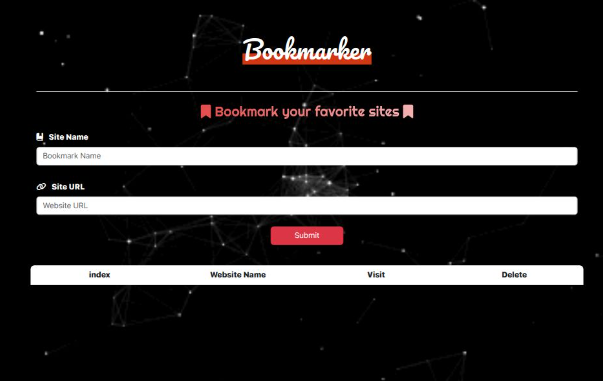 Bookmarker
Bookmark your favorite sites
Site Name
Bookmark Name
Site URL
Website URL
Submit
index Website Name Visit Delete